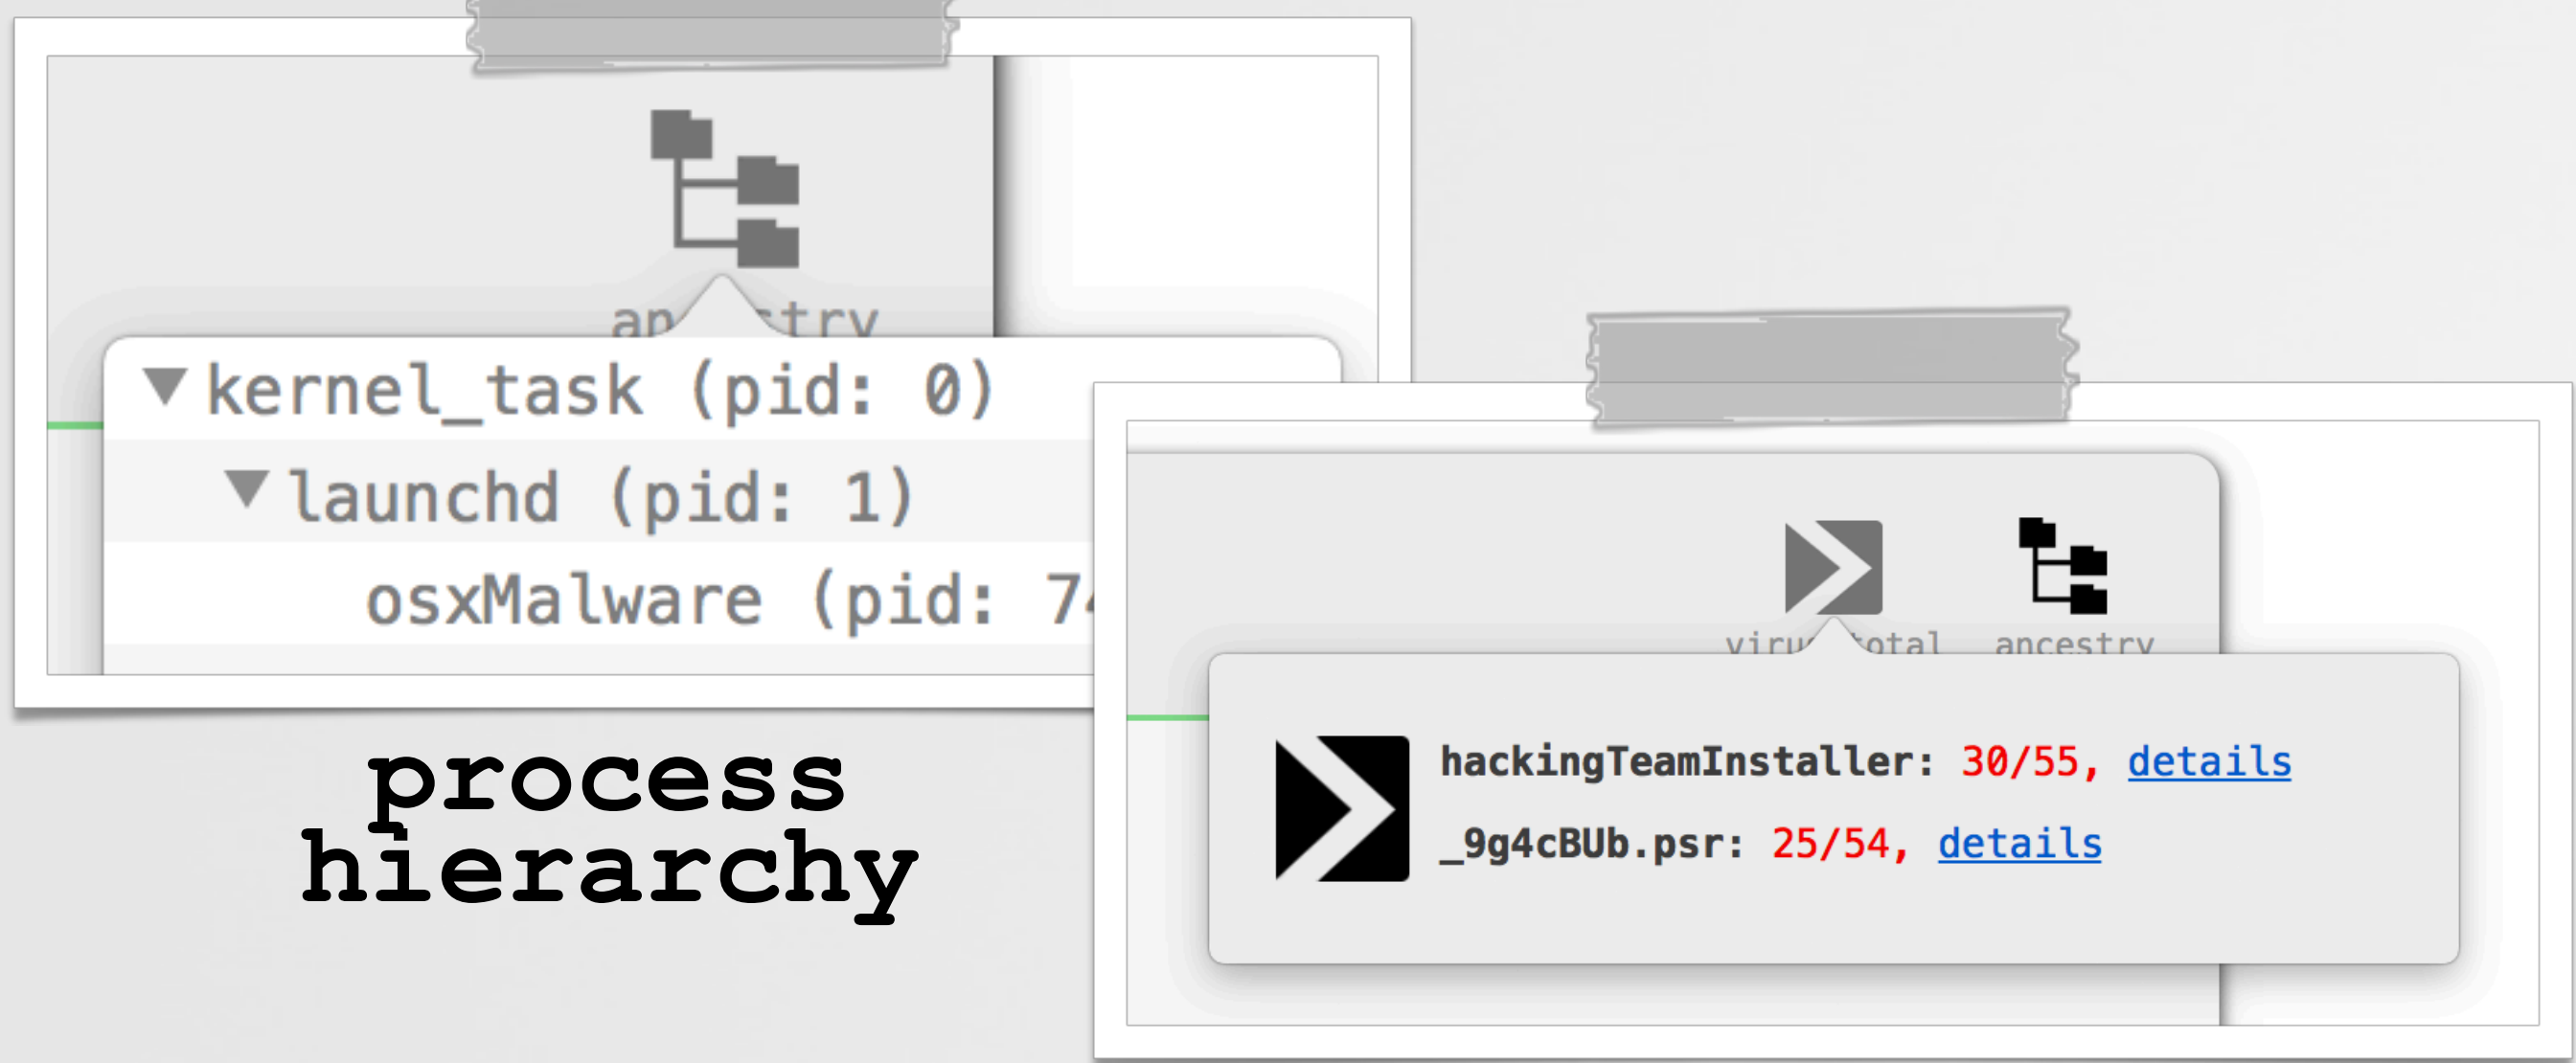 kernel_task (pid: 0)
launchd (pid: 1)
osxMalware (pid:
process
hierarchy
ancestry
hackingTeamInstaller: 30/55, details
_9g4cBUb.psr: 25/54, details